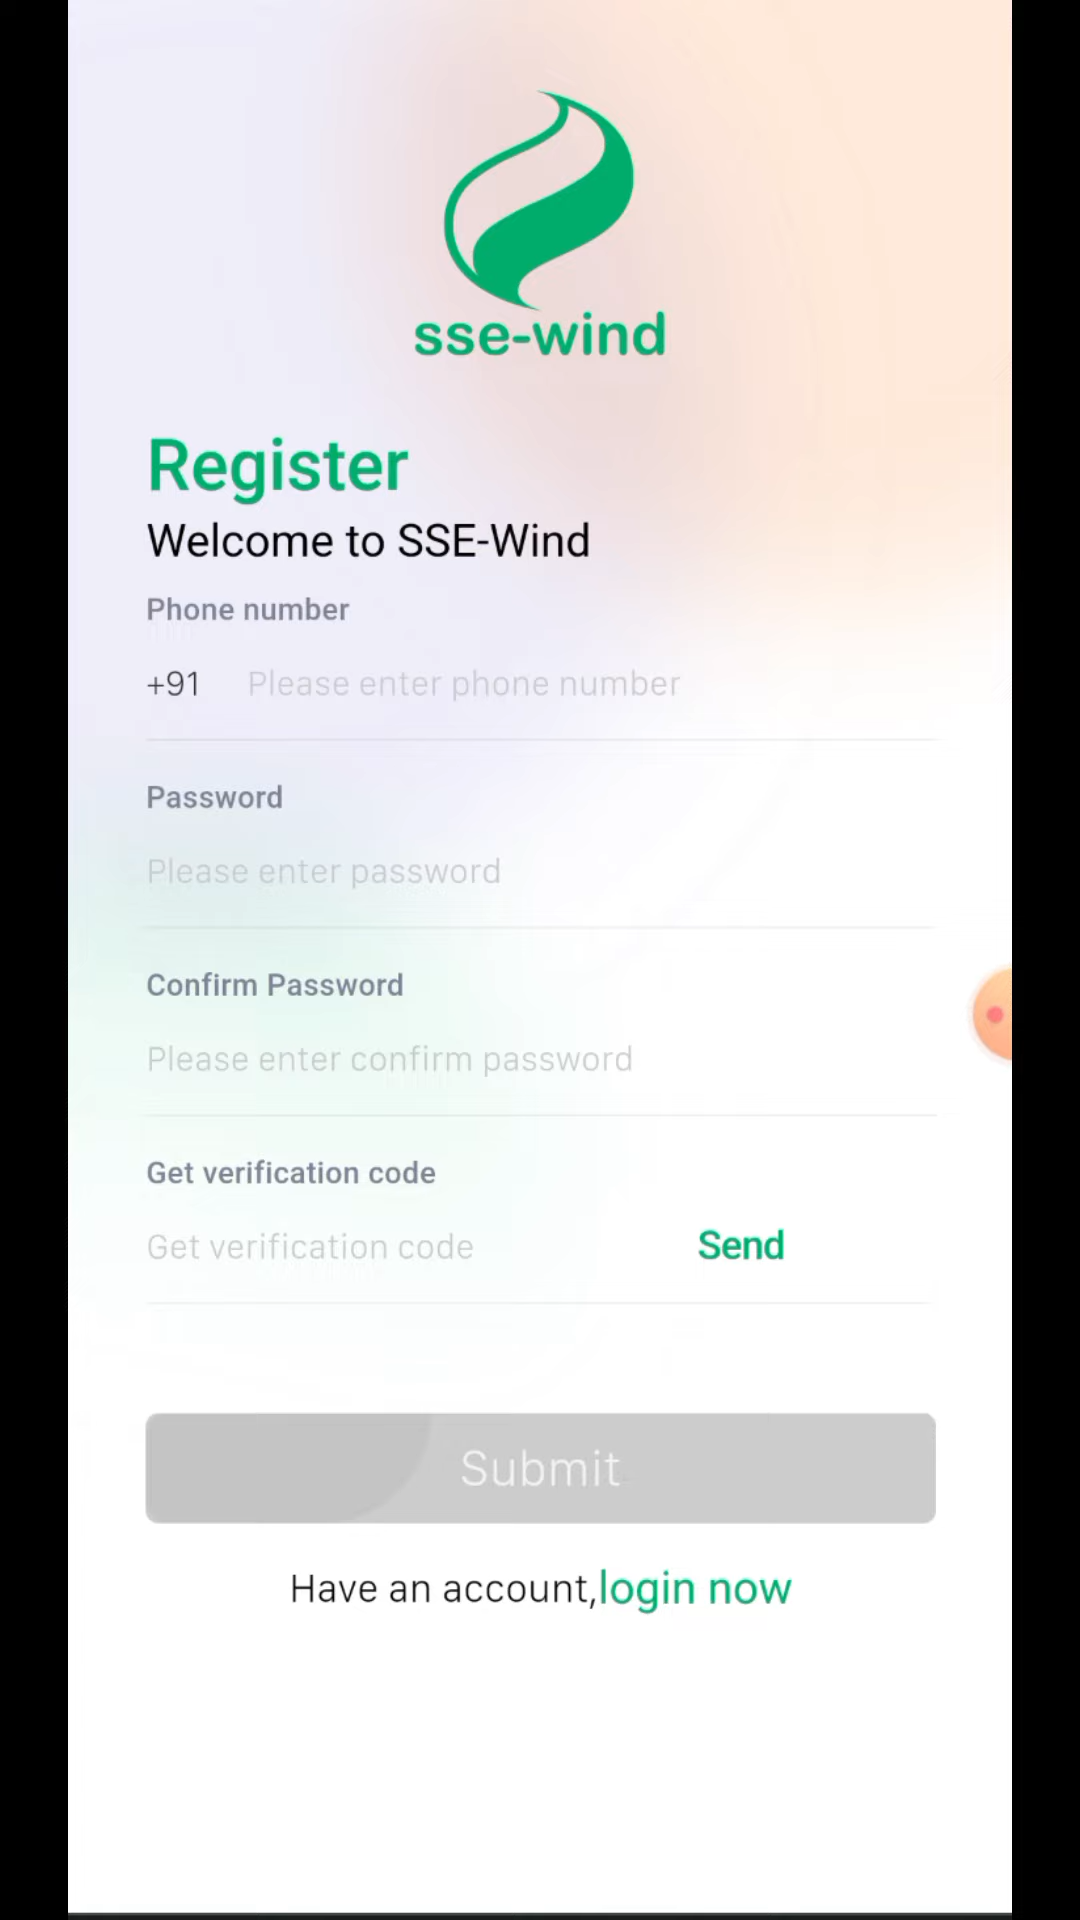 sse-wind
Register
Welcome to SSE-Wind
Phone number
+91 Please enter phone number
Password
Please enter password
Confirm Password
Please enter confirm password
Get verification code
Get verification code Send
Submit
Have an account,login now